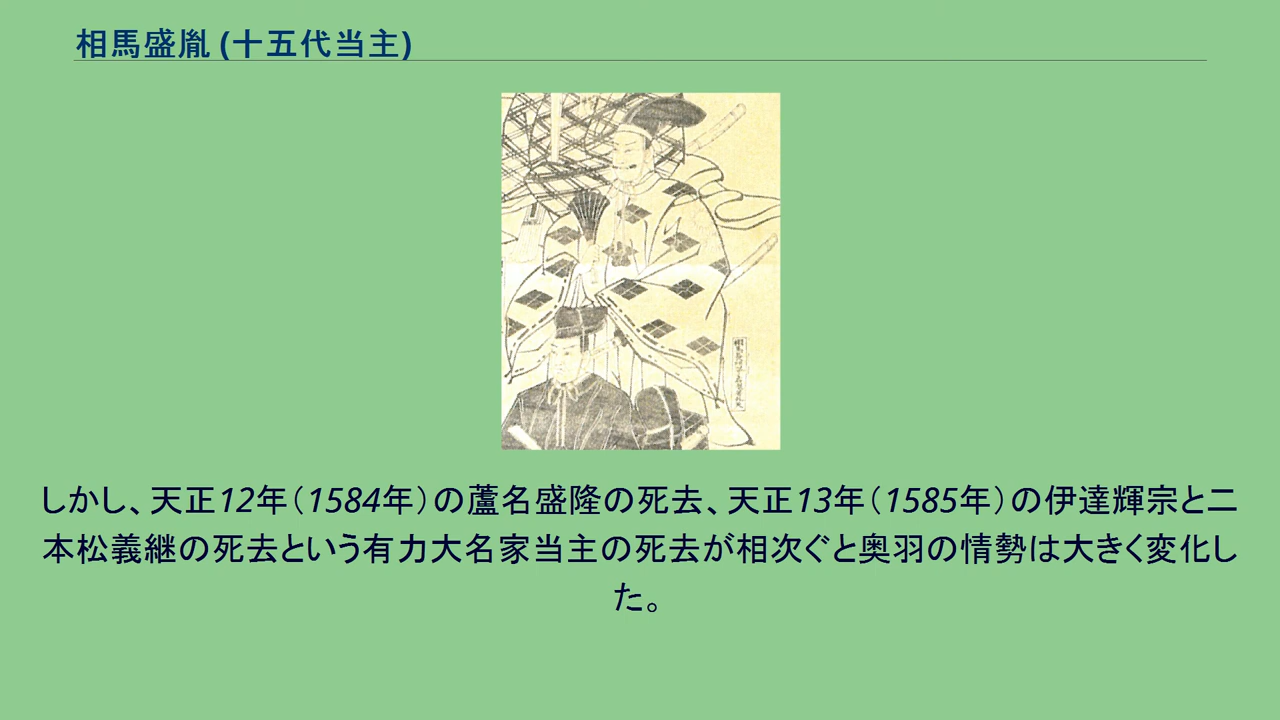 相馬盛胤 (十五代当主)
しかし、天正12年（1584年）の蘆名盛隆の死去、天正13年（1585年）の伊達輝宗と二
本松義継の死去という有力大名家当主の死去が相次ぐと奥羽の情勢は大きく変化し
た。